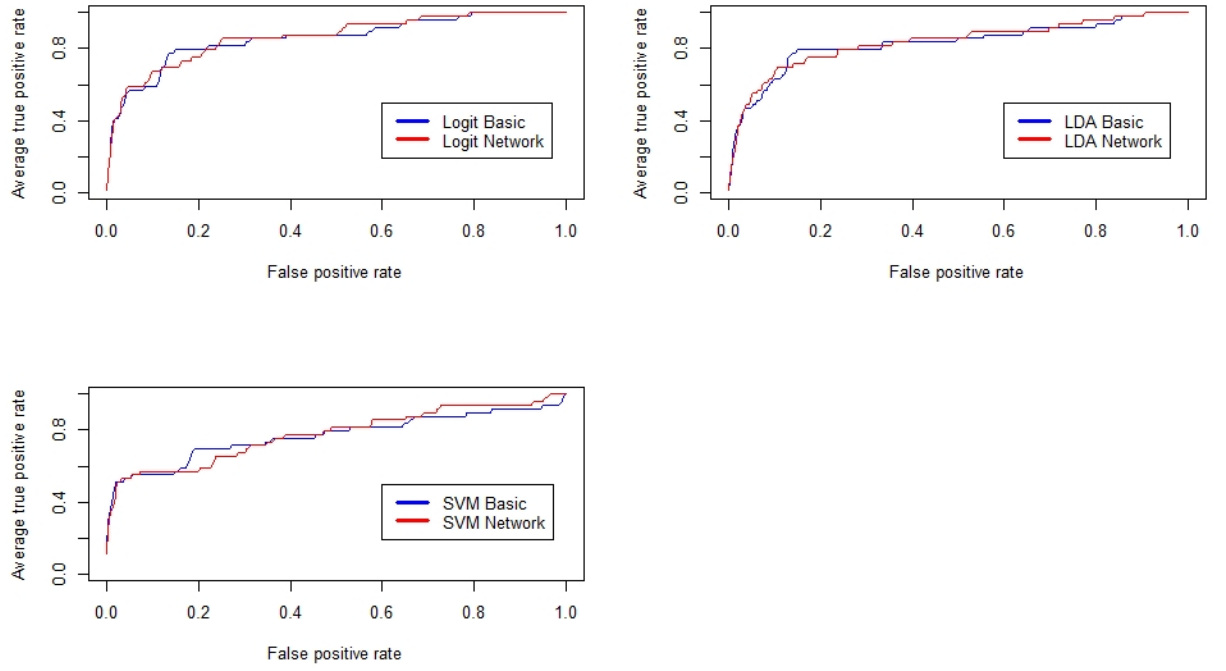 Average true positive rate
0.8
0.4
0.0
Logit Basic
Logit Network
0.0 0.2 0.4 0.6 0.8 1.0
False positive rate
Average true positive rate
0.8
0.4
0.0
LDA Basic
LDA Network
0.0 0.2 0.4 0.6 0.8 1.0
False positive rate
Average true positive rate
0.8
0.4
0.0
SVM Basic
SVM Network
0.0 0.2 0.4 0.6 0.8 1.0
False positive rate